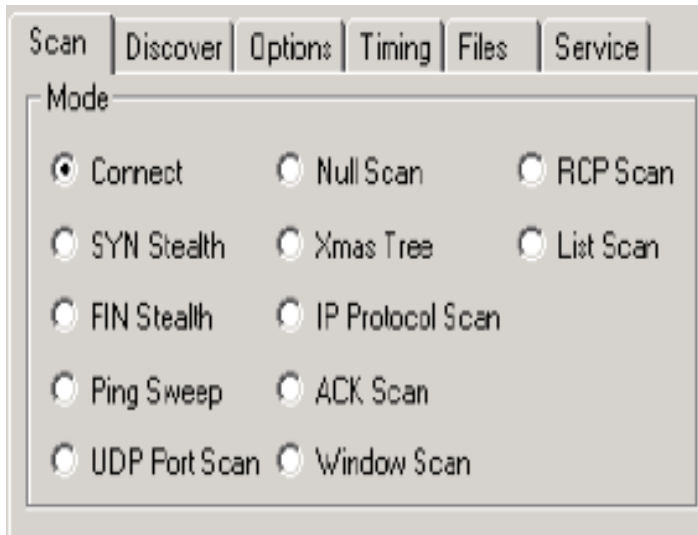 Scan Discover Options Timing Files Service
Mode
Connect Null Scan RCP Scan
SYN Stealth Xmas Tree List Scan
FIN Stealth IP Protocol Scan
Ping Sweep ACK Scan
UDP Port Scan Window Scan